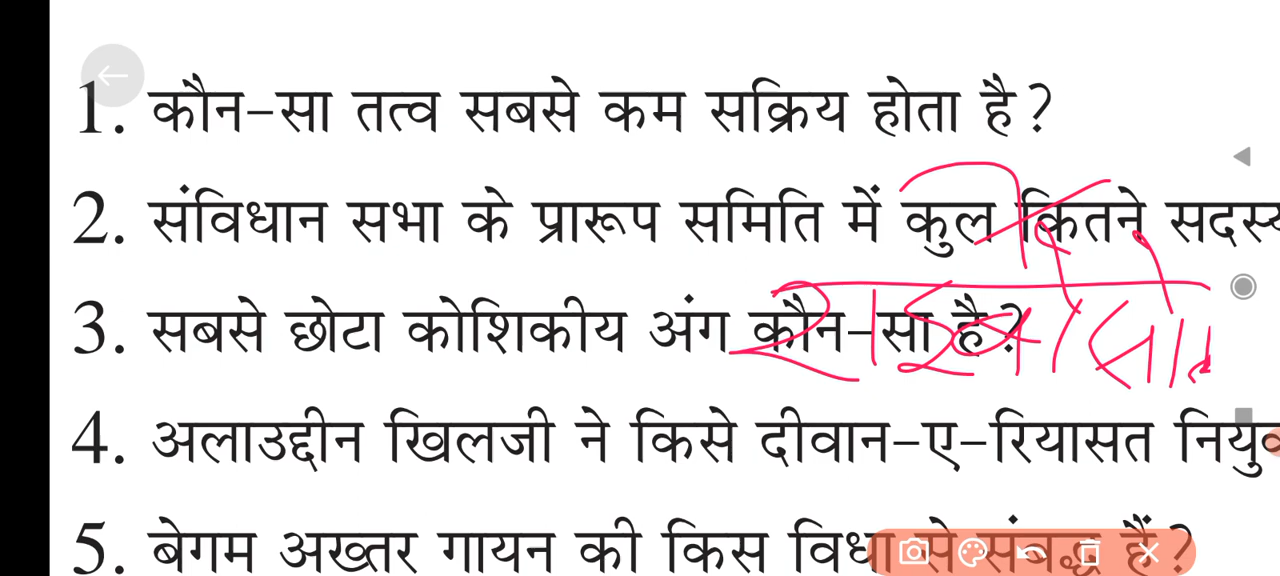 1. कौन-सा तत्व सबसे कम सक्रिय होता है?
2. संविधान सभा के प्रारूप समिति में कुल कितने
3. सबसे छोटा कोशिकीय अंग कौन-सा है?
4. अलाउद्दीन खिलजी ने किसे दीवान-ए-रियासत
5. बेगम अख्तर गायन की किस विधा से संबद्ध हैं?